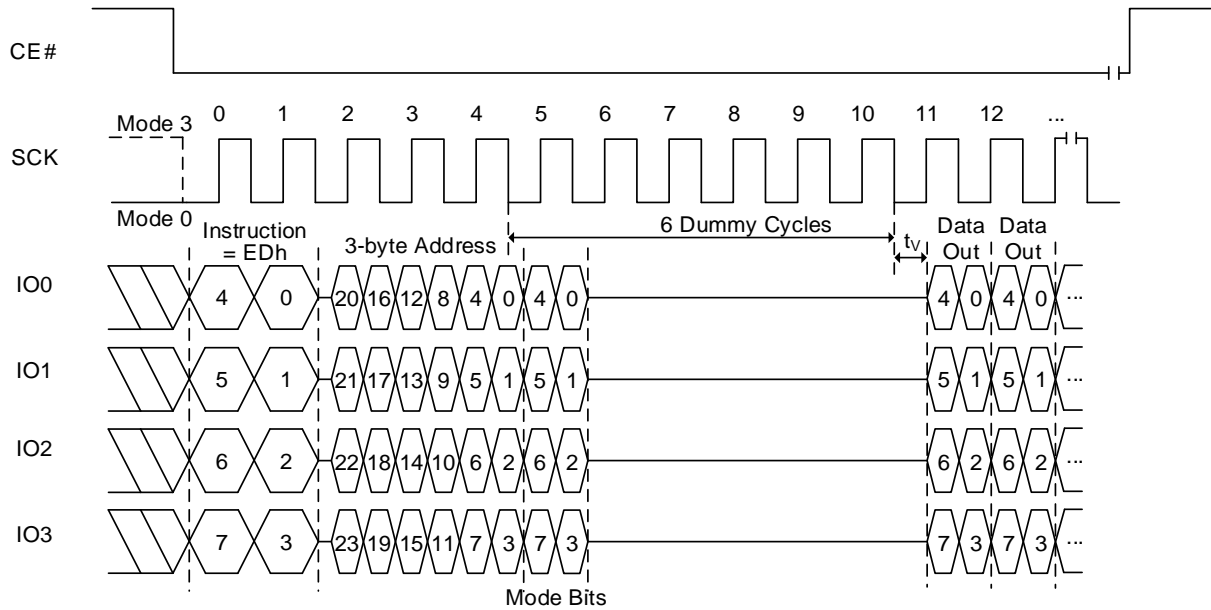 CE#
0 1 2 3 4 5 6 7 8 9 10 11 12 ...
Mode 3
SCK
Mode 0
Instruction = EDh
3-byte Address
6 Dummy Cycles
tV
Data Out
Data Out
IO0
4 0 20 16 12 8 4 0 4 0 4 0 4 0 ...
IO1
5 1 21 17 13 9 5 1 5 1 5 1 5 1 ...
IO2
6 2 22 18 14 10 6 2 6 2 6 2 6 2 ...
IO3
7 3 23 19 15 11 7 3 7 3 7 3 7 3 ...
Mode Bits